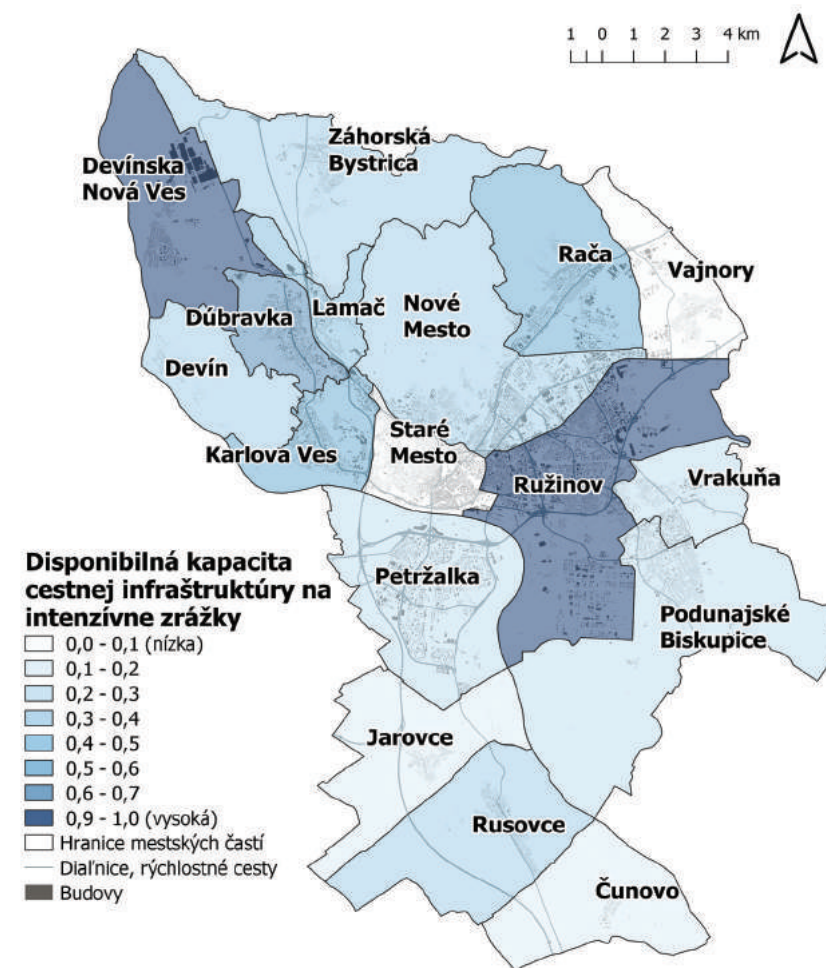 1 0 1 2 3 4 km
Záhorská
Bystrica
Devínska
Nová Ves
Rača
Vajnory
Lamač
Nové
Mesto
Dúbravka
Devín
Staré
Mesto
Karlova Ves
Vrakuňa
Ružinov
Petržalka
Podunajské
Biskupice
Jarovce
Rusovce
Čunovo
Disponibilná kapacita
cestnej infraštruktúry na
intenzívne zrážky
0,0 - 0,1 (nízka)
0,1 - 0,2
0,2 - 0,3
0,3 - 0,4
0,4 - 0,5
0,5 - 0,6
0,6 - 0,7
0,9 - 1,0 (vysoká)
Hranice mestských častí
Diaľnice, rýchlostné cesty
Budovy